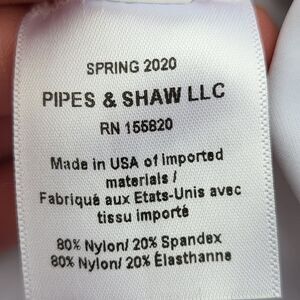 SPRING 2020
PIPES & SHAW LLC
RN 155820
Made in USA of imported
materials /
Fabriqué aux Etats-Unis avec
tissu importé
80% Nylon/ 20% Spandex
80% Nylon/ 20% Élasthanne